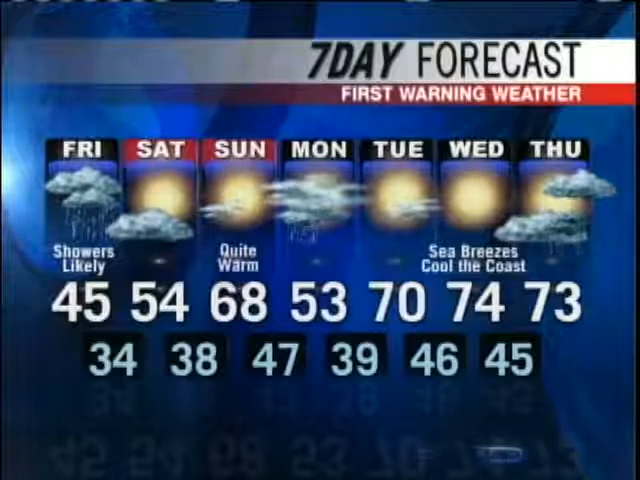 7DAY FORECAST
FIRST WARNING WEATHER
FRI SAT SUN MON TUE WED THU
Showers Likely
Quite Warm
Sea Breezes Cool the Coast
45 54 68 53 70 74 73
34 38 47 39 46 45